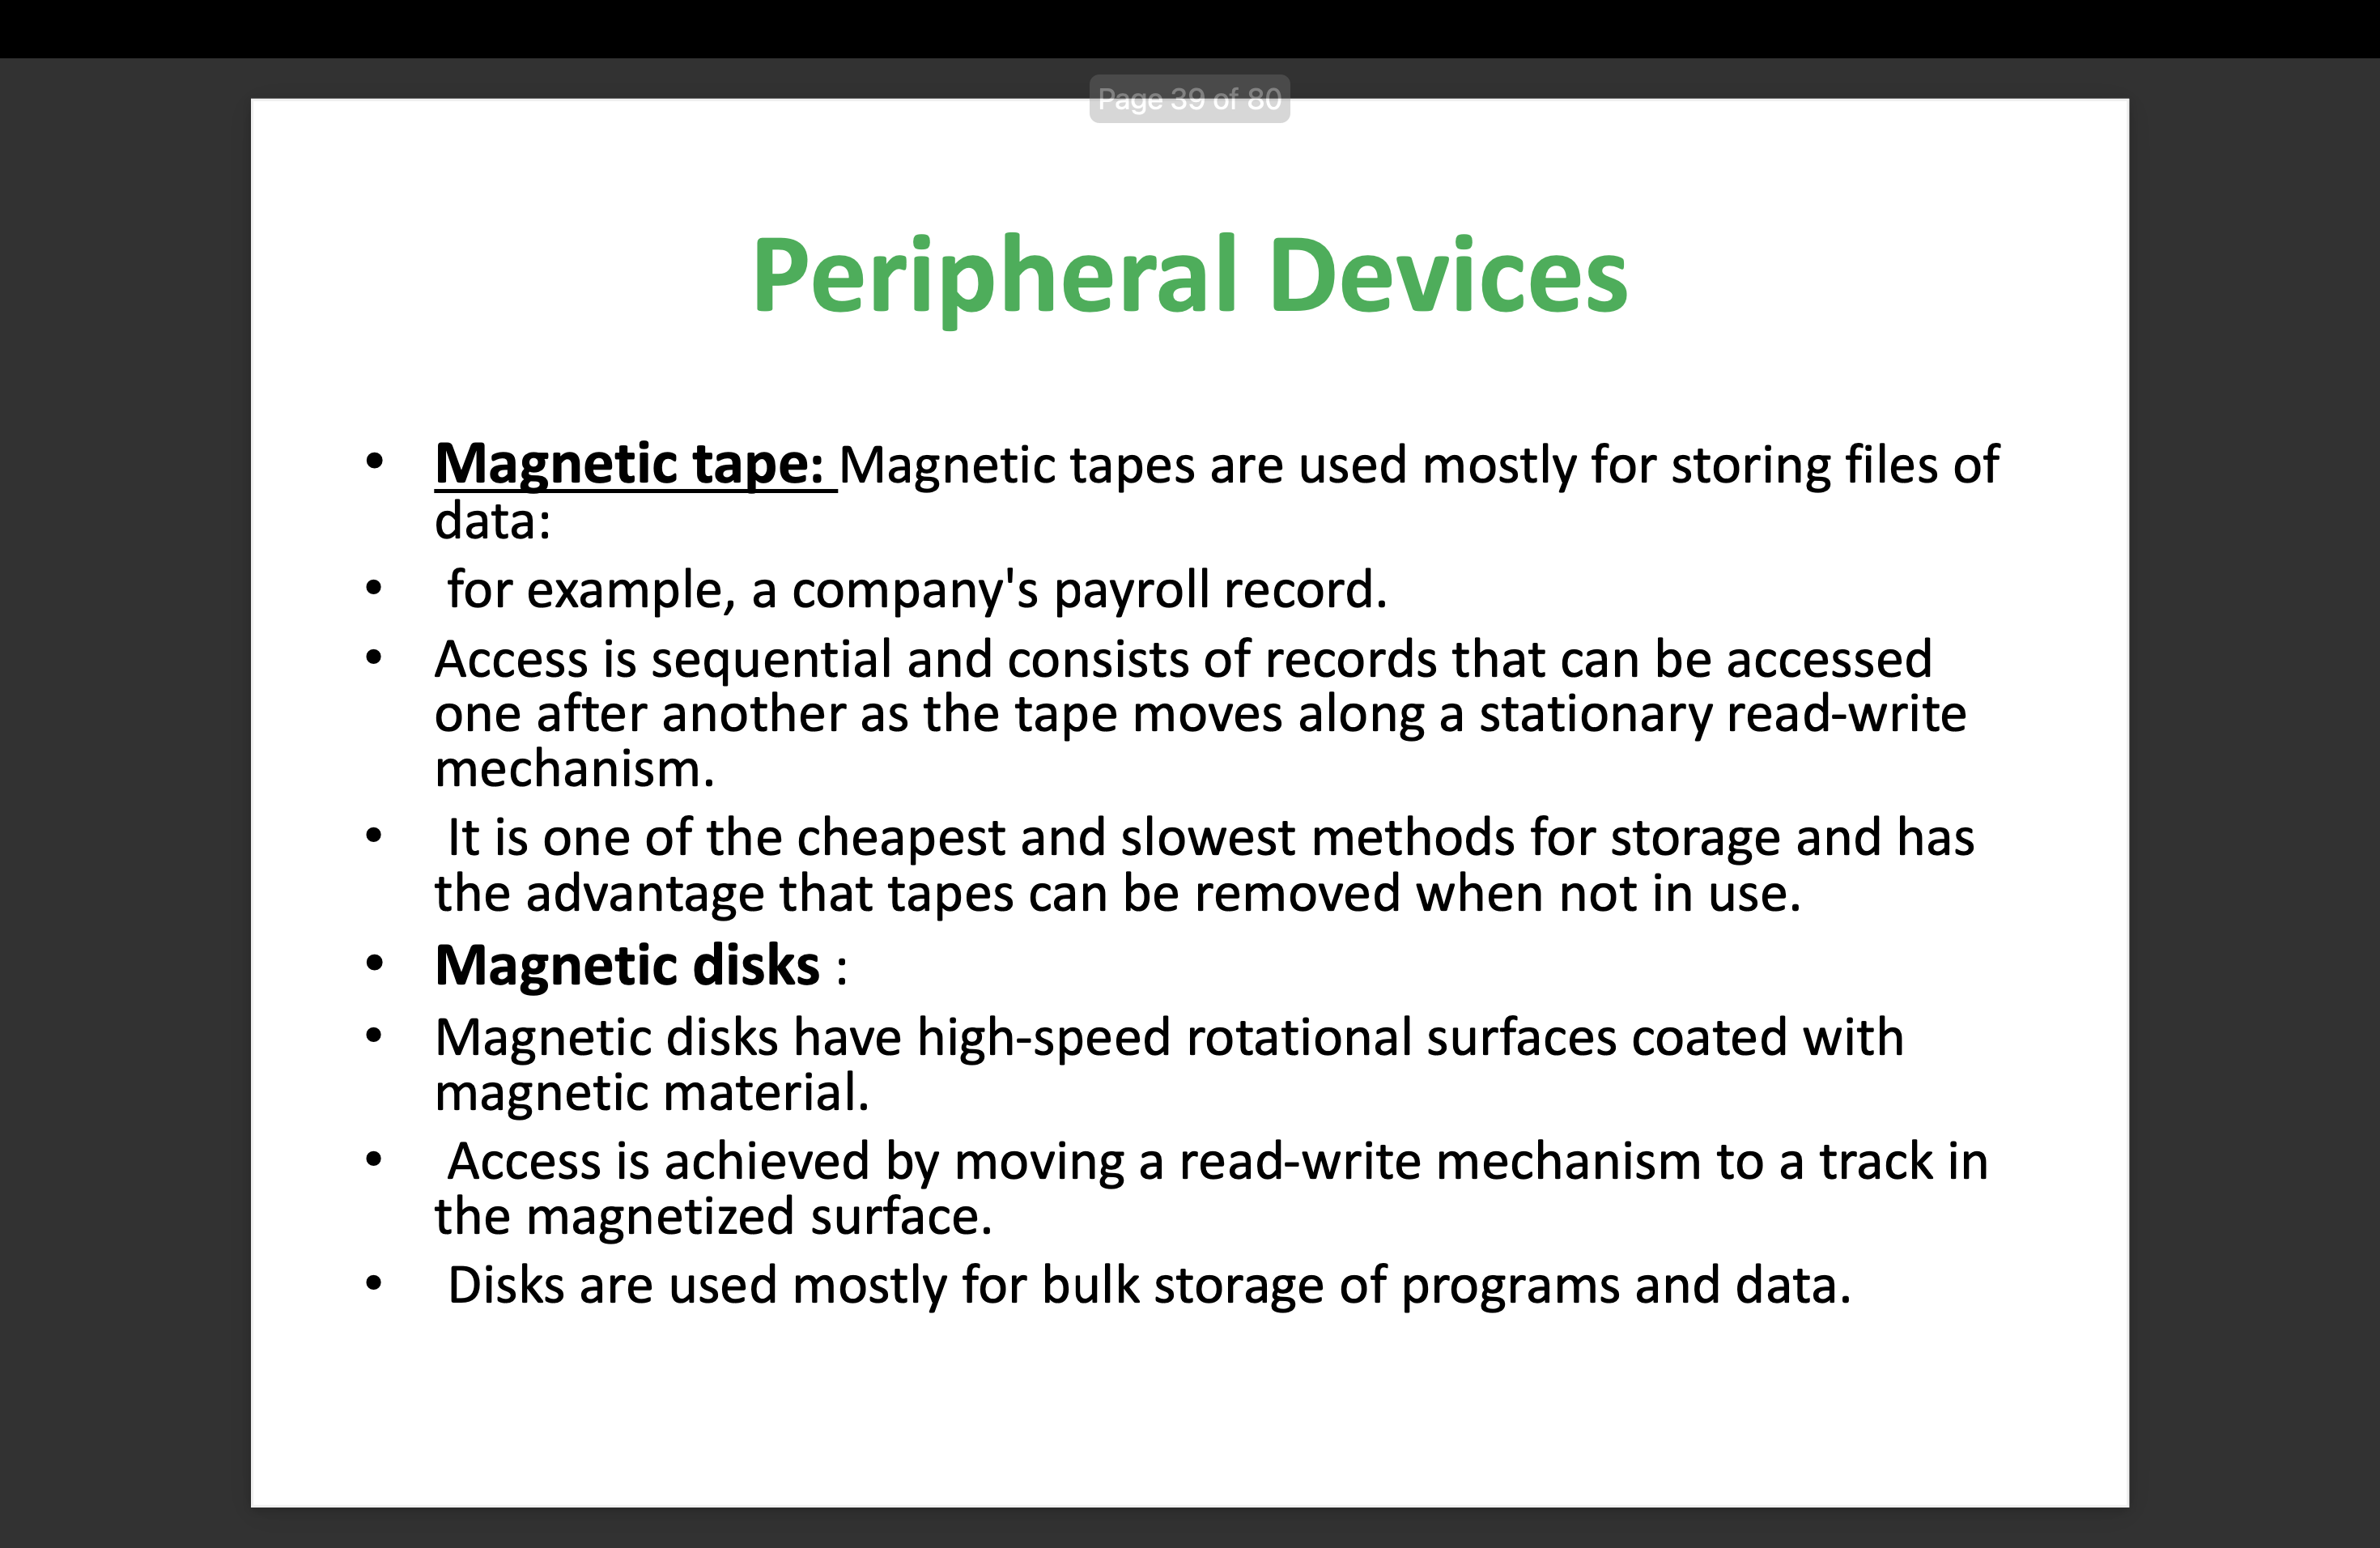 Page 39 of 80
Peripheral Devices
• Magnetic tape: Magnetic tapes are used mostly for storing files of
data:
• for example, a company's payroll record.
• Access is sequential and consists of records that can be accessed
one after another as the tape moves along a stationary read-write
mechanism.
• It is one of the cheapest and slowest methods for storage and has
the advantage that tapes can be removed when not in use.
• Magnetic disks :
• Magnetic disks have high-speed rotational surfaces coated with
magnetic material.
• Access is achieved by moving a read-write mechanism to a track in
the magnetized surface.
• Disks are used mostly for bulk storage of programs and data.